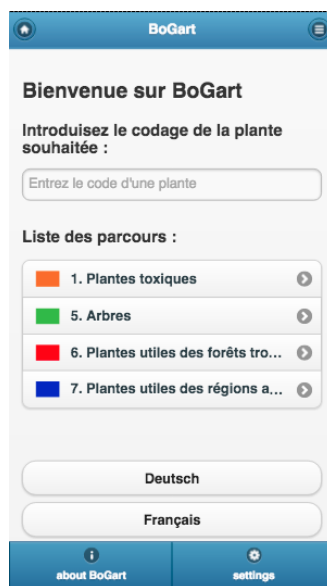 BoGart
Bienvenue sur BoGart
Introduisez le codage de la plante
souhaitée :
Entrez le code d'une plante
Liste des parcours :
1. Plantes toxiques
5. Arbres
6. Plantes utiles des forêts tro...
7. Plantes utiles des régions a...
Deutsch
Français
about BoGart
settings